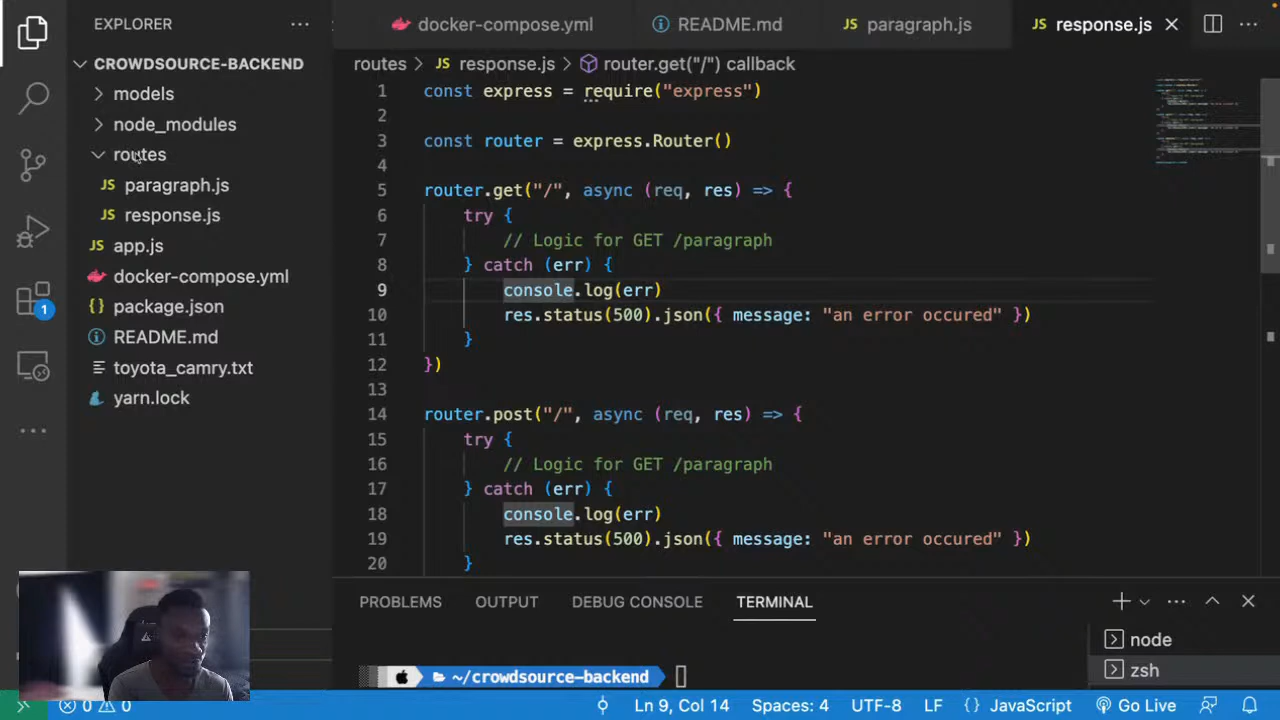 EXPLORER
docker-compose.yml
README.md
JS paragraph.js
JS response.js
CROWDSOURCE-BACKEND
routes > JS response.js > router.get("/") callback
models
node_modules
routes
JS paragraph.js
JS response.js
JS app.js
docker-compose.yml
{} package.json
README.md
toyota_camry.txt
yarn.lock
1
1 const express = require("express")
2
3 const router = express.Router()
4
5 router.get("/", async (req, res) => {
6 try {
7 // Logic for GET /paragraph
8 } catch (err) {
9 console.log(err)
10 res.status(500).json({ message: "an error occured" })
11 }
12 })
13
14 router.post("/", async (req, res) => {
15 try {
16 // Logic for GET /paragraph
17 } catch (err) {
18 console.log(err)
19 res.status(500).json({ message: "an error occured" })
20 }
PROBLEMS OUTPUT DEBUG CONSOLE TERMINAL
~/crowdsource-backend
node
zsh
0 0 Ln 9, Col 14 Spaces: 4 UTF-8 LF {} JavaScript Go Live